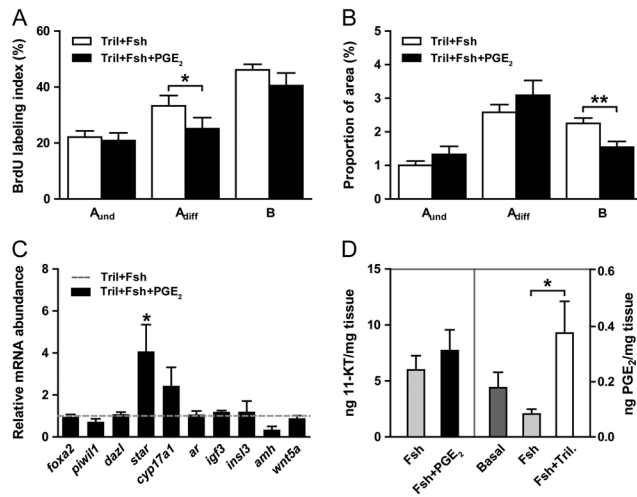 A
Tril+Fsh
Tril+Fsh+PGE₂
BrdU labeling index (%)
60
40
20
0
*
A_und
A_diff
B
B
Tril+Fsh
Tril+Fsh+PGE₂
Proportion of area (%)
5
4
3
2
1
0
**
A_und
A_diff
B
C
Tril+Fsh
Tril+Fsh+PGE₂
Relative mRNA abundance
8
6
4
2
0
*
foxa2
piwil1
dazl
star
cyp17a1
ar
igf3
insl3
amh
wnt5a
D
ng 11-KT/mg tissue
15
10
5
0
*
0.6
0.4
0.2
0.0
ng PGE₂/mg tissue
Fsh
Fsh+PGE₂
Basal
Fsh
Fsh+Tril.